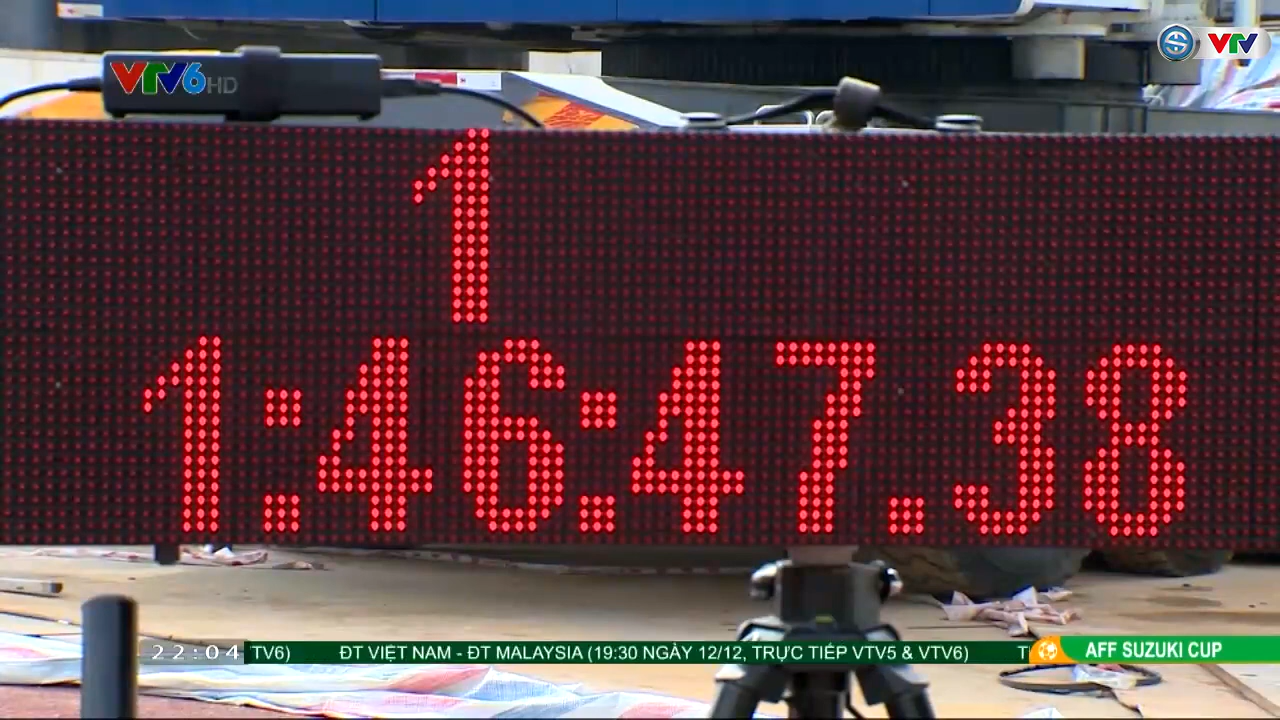 VTV6HD
VTV
1
1:46:47.38
22:04
TV6) ĐT VIỆT NAM - ĐT MALAYSIA (19:30 NGÀY 12/12, TRỰC TIẾP VTV5 & VTV6)
AFF SUZUKI CUP